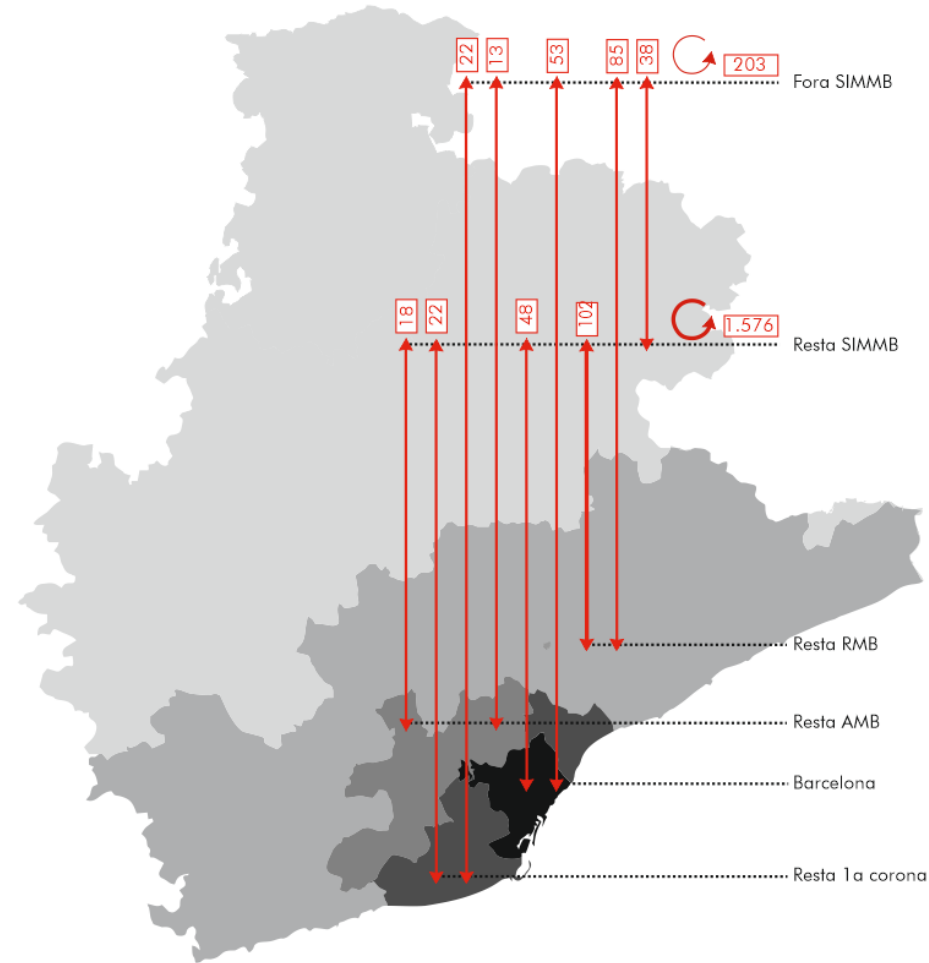 22
13
53
85
38
203
Fora SIMMB
18
22
48
102
1.576
Resta SIMMB
Resta RMB
Resta AMB
Barcelona
Resta 1a corona